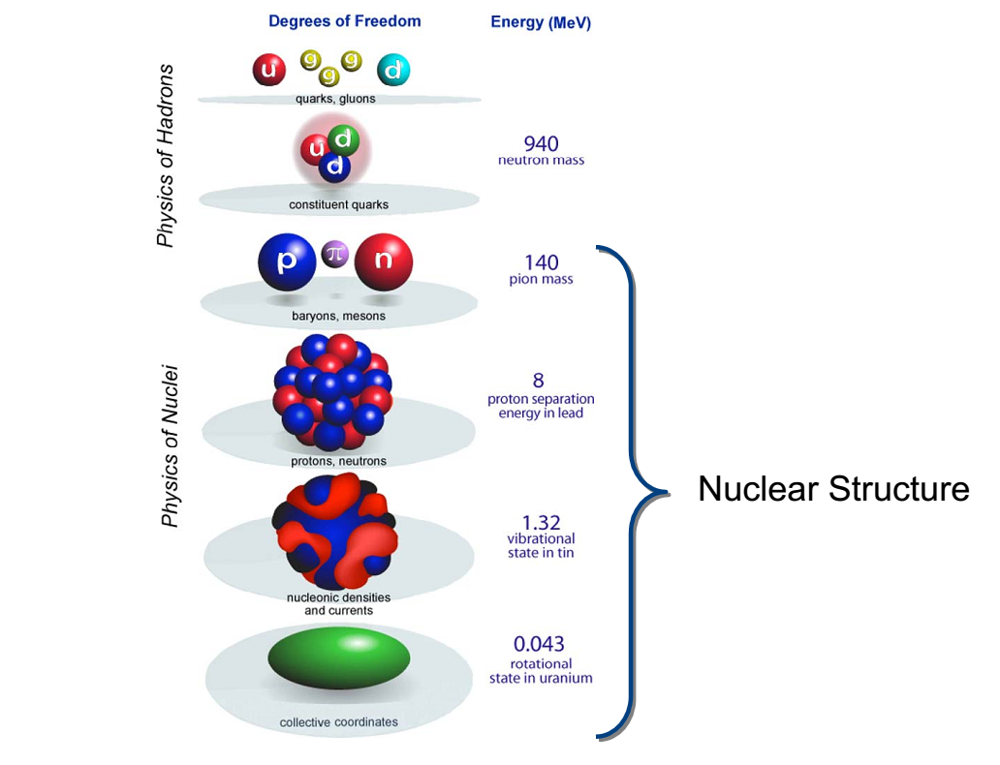 Degrees of Freedom
Energy (MeV)
Physics of Hadrons
u
g
g
g
d
quarks, gluons
u
d
d
constituent quarks
940
neutron mass
p
π
n
baryons, mesons
140
pion mass
Physics of Nuclei
protons, neutrons
8
proton separation
energy in lead
Nuclear Structure
nucleonic densities
and currents
1.32
vibrational
state in tin
collective coordinates
0.043
rotational
state in uranium